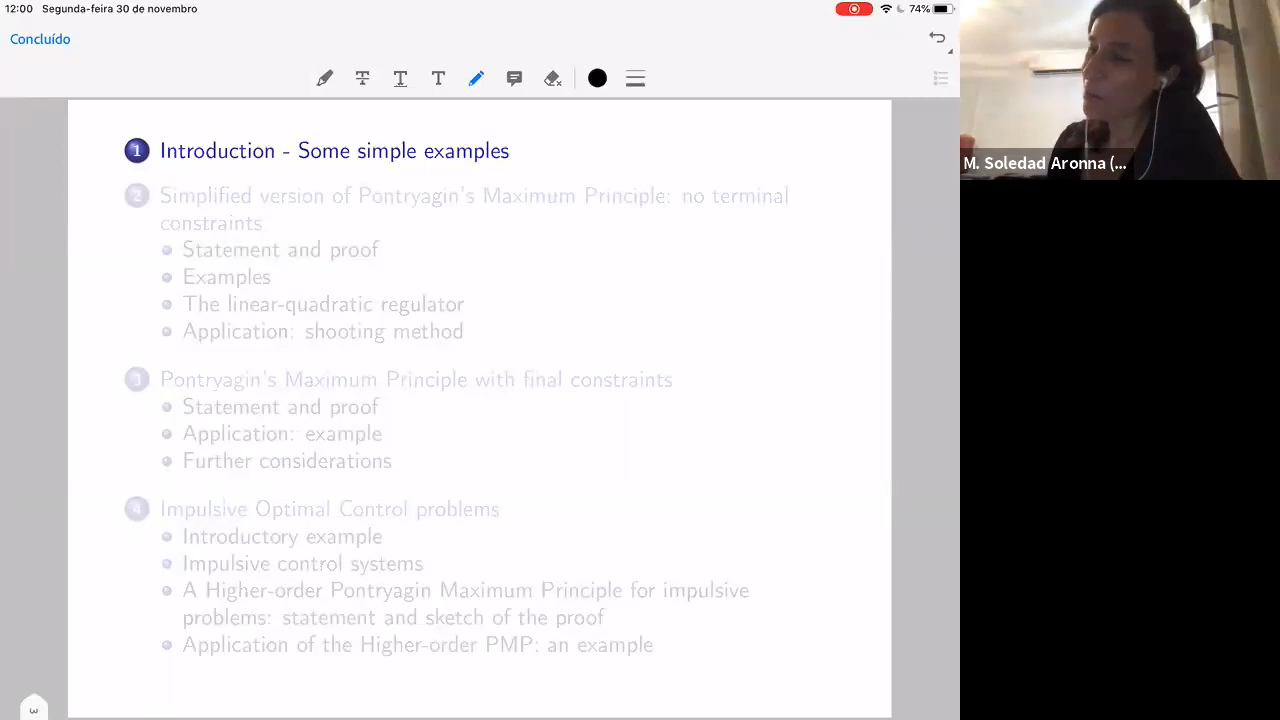 12:00 Segunda-feira 30 de novembro
74%
Concluído
T T T
1 Introduction - Some simple examples
2 Simplified version of Pontryagin's Maximum Principle: no terminal
constraints
Statement and proof
Examples
The linear-quadratic regulator
Application: shooting method
3 Pontryagin's Maximum Principle with final constraints
Statement and proof
Application: example
Further considerations
4 Impulsive Optimal Control problems
Introductory example
Impulsive control systems
A Higher-order Pontryagin Maximum Principle for impulsive
problems: statement and sketch of the proof
Application of the Higher-order PMP: an example
3
M. Soledad Aronna (...